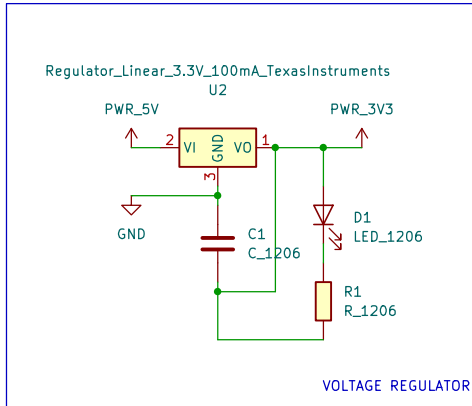 Regulator_Linear_3.3V_100mA_TexasInstruments
U2
PWR_5V
PWR_3V3
2
VI
GND
VO
1
3
GND
C1
C_1206
D1
LED_1206
R1
R_1206
VOLTAGE REGULATOR